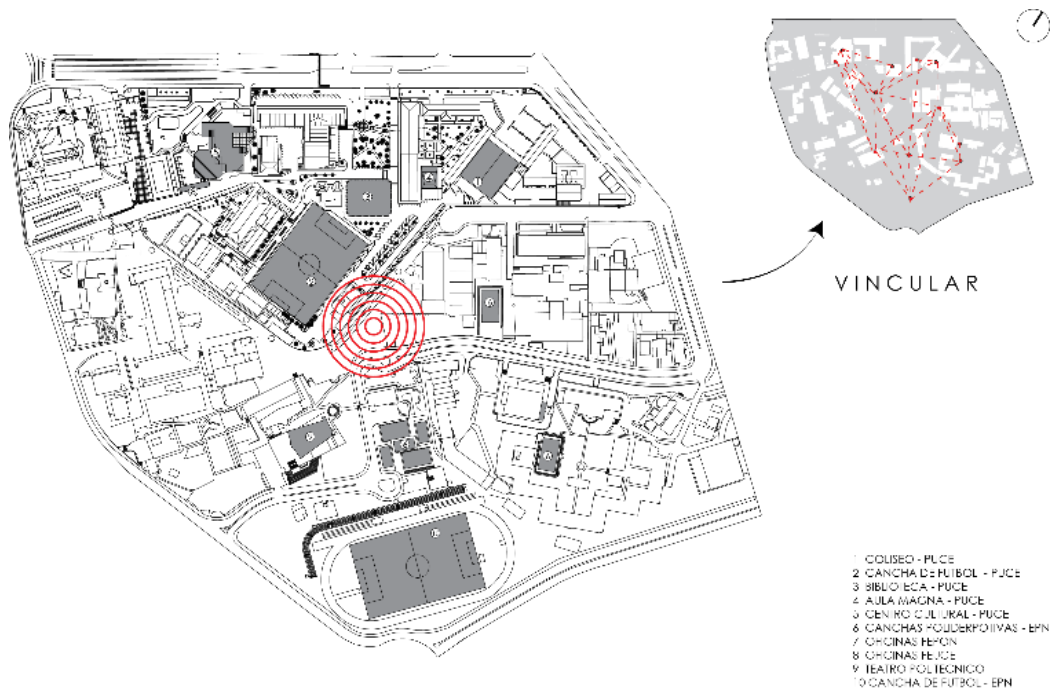 VINCULAR
1 COLISEO - PUCE
2 CANCHA DE FUTBOL - PUCE
3 BIBLIOTECA - PUCE
4 AULA MAGNA - PUCE
5 CENTRO CULTURAL - PUCE
6 CANCHAS POLIDERPOTIVAS - EPN
7 OFICINAS FEPON
8 OFICINAS FEUCE
9 TEATRO POLITECNICO
10 CANCHA DE FUTBOL - EPN